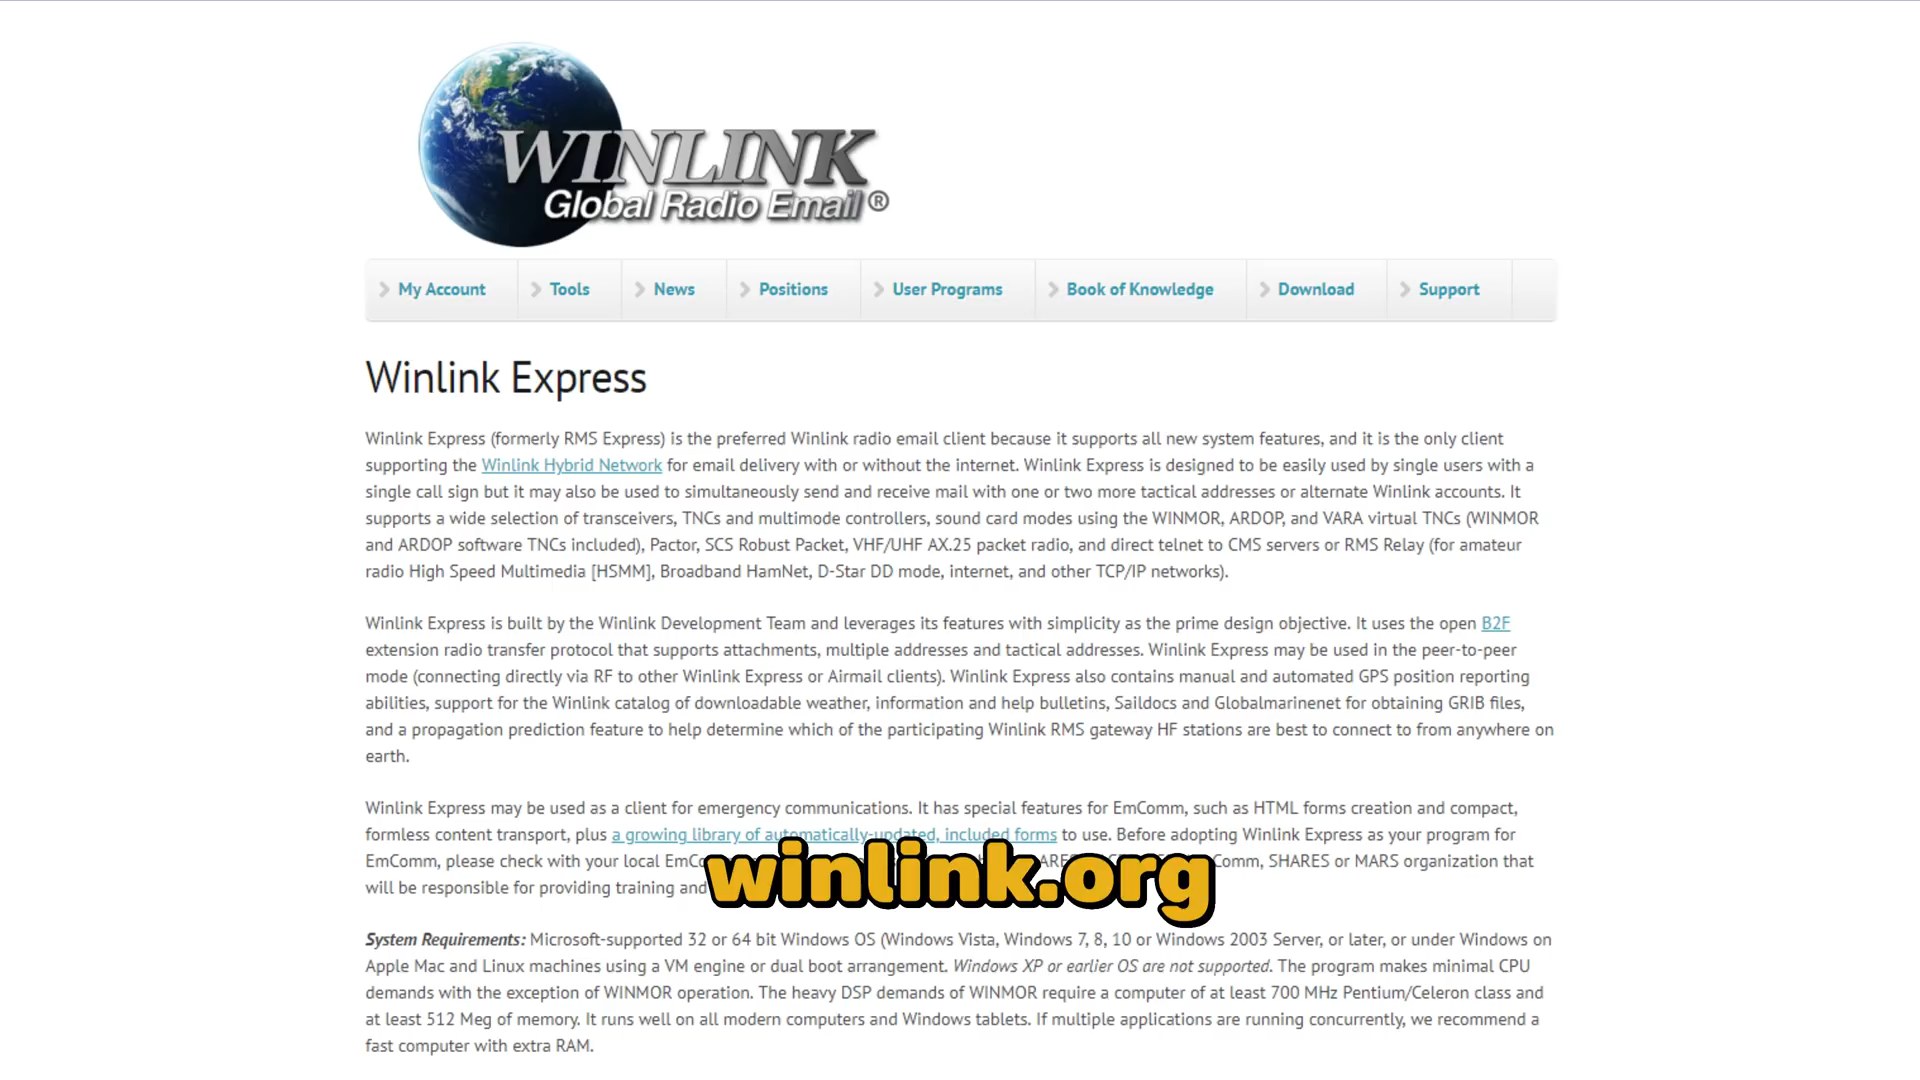 WINLINK
Global Radio Email ®
My Account
Tools
News
Positions
User Programs
Book of Knowledge
Download
Support
Winlink Express
Winlink Express (formerly RMS Express) is the preferred Winlink radio email client because it supports all new system features, and it is the only client
supporting the Winlink Hybrid Network for email delivery with or without the internet. Winlink Express is designed to be easily used by single users with a
single call sign but it may also be used to simultaneously send and receive mail with one or two more tactical addresses or alternate Winlink accounts. It
supports a wide selection of transceivers, TNCs and multimode controllers, sound card modes using the WINMOR, ARDOP, and VARA virtual TNCs (WINMOR
and ARDOP software TNCs included), Pactor, SCS Robust Packet, VHF/UHF AX.25 packet radio, and direct telnet to CMS servers or RMS Relay (for amateur
radio High Speed Multimedia [HSMM], Broadband HamNet, D-Star DD mode, internet, and other TCP/IP networks).
Winlink Express is built by the Winlink Development Team and leverages its features with simplicity as the prime design objective. It uses the open B2F
extension radio transfer protocol that supports attachments, multiple addresses and tactical addresses. Winlink Express may be used in the peer-to-peer
mode (connecting directly via RF to other Winlink Express or Airmail clients). Winlink Express also contains manual and automated GPS position reporting
abilities, support for the Winlink catalog of downloadable weather, information and help bulletins, Saildocs and Globalmarinenet for obtaining GRIB files,
and a propagation prediction feature to help determine which of the participating Winlink RMS gateway HF stations are best to connect to from anywhere on
earth.
Winlink Express may be used as a client for emergency communications. It has special features for EmComm, such as HTML forms creation and compact,
formless content transport, plus a growing library of automatically-updated, included forms to use. Before adopting Winlink Express as your program for
EmComm, please check with your local SHARES or MARS organization that
will be responsible for providing training and
winlink.org
System Requirements: Microsoft-supported 32 or 64 bit Windows OS (Windows Vista, Windows 7, 8, 10 or Windows 2003 Server, or later, or under Windows on
Apple Mac and Linux machines using a VM engine or dual boot arrangement. Windows XP or earlier OS are not supported. The program makes minimal CPU
demands with the exception of WINMOR operation. The heavy DSP demands of WINMOR require a computer of at least 700 MHz Pentium/Celeron class and
at least 512 Meg of memory. It runs well on all modern computers and Windows tablets. If multiple applications are running concurrently, we recommend a
fast computer with extra RAM.